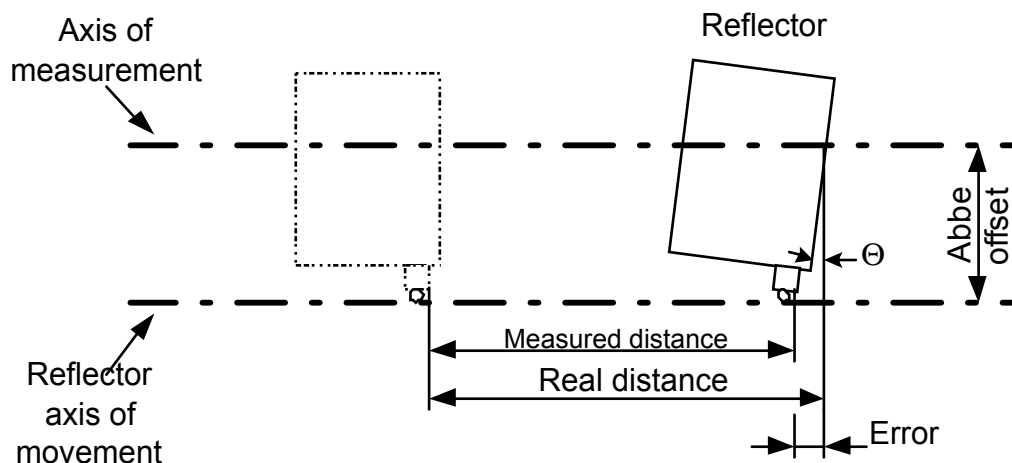 Axis of
measurement
Reflector
Abbe
offset
Θ
Measured distance
Real distance
Reflector
axis of
movement
Error